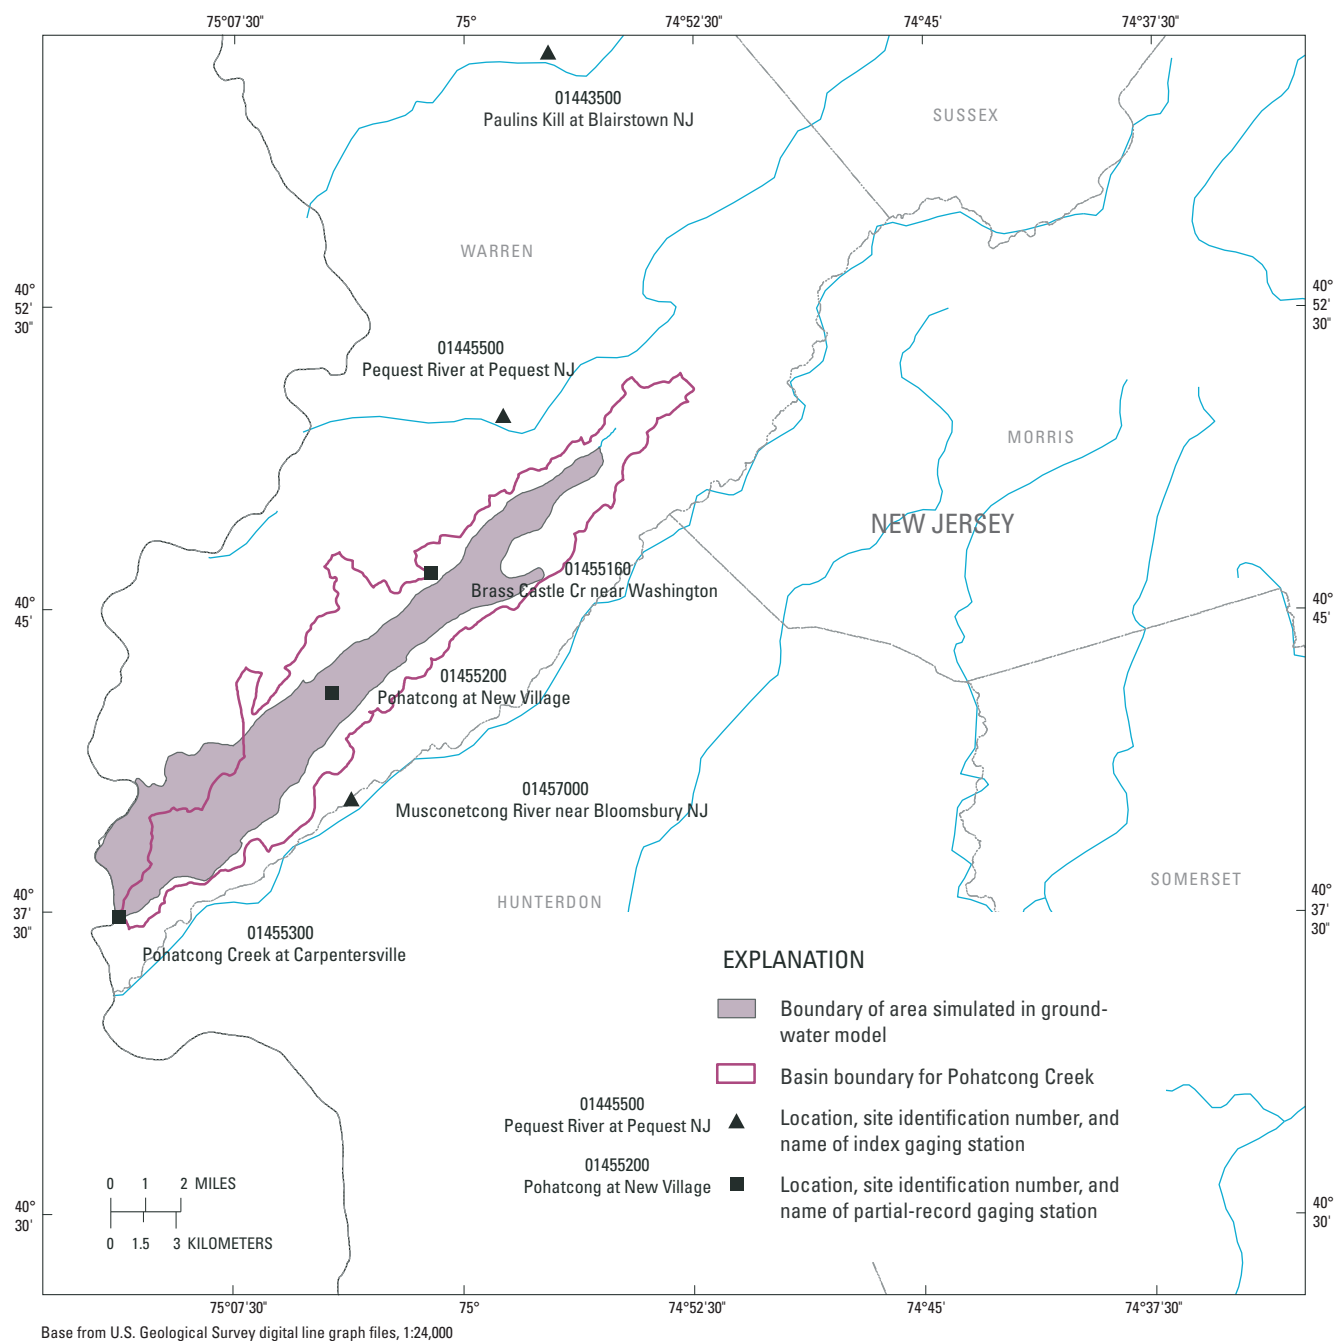 75°07'30"
75°
74°52'30"
74°45'
74°37'30"
01443500
Paulins Kill at Blairstown NJ
SUSSEX
WARREN
40°
52'
30"
40°
52'
30"
01445500
Pequest River at Pequest NJ
MORRIS
NEW JERSEY
01455160
Brass Castle Cr near Washington
40°
45'
40°
45'
01455200
Pohatcong at New Village
01457000
Musconetcong River near Bloomsbury NJ
SOMERSET
HUNTERDON
40°
37'
30"
40°
37'
30"
01455300
Pohatcong Creek at Carpentersville
EXPLANATION
Boundary of area simulated in ground-
water model
Basin boundary for Pohatcong Creek
01445500
Pequest River at Pequest NJ
Location, site identification number, and
name of index gaging station
01455200
Pohatcong at New Village
Location, site identification number, and
name of partial-record gaging station
0 1 2 MILES
0 1.5 3 KILOMETERS
40°
30'
40°
30'
75°07'30"
75°
74°52'30"
74°45'
74°37'30"
Base from U.S. Geological Survey digital line graph files, 1:24,000